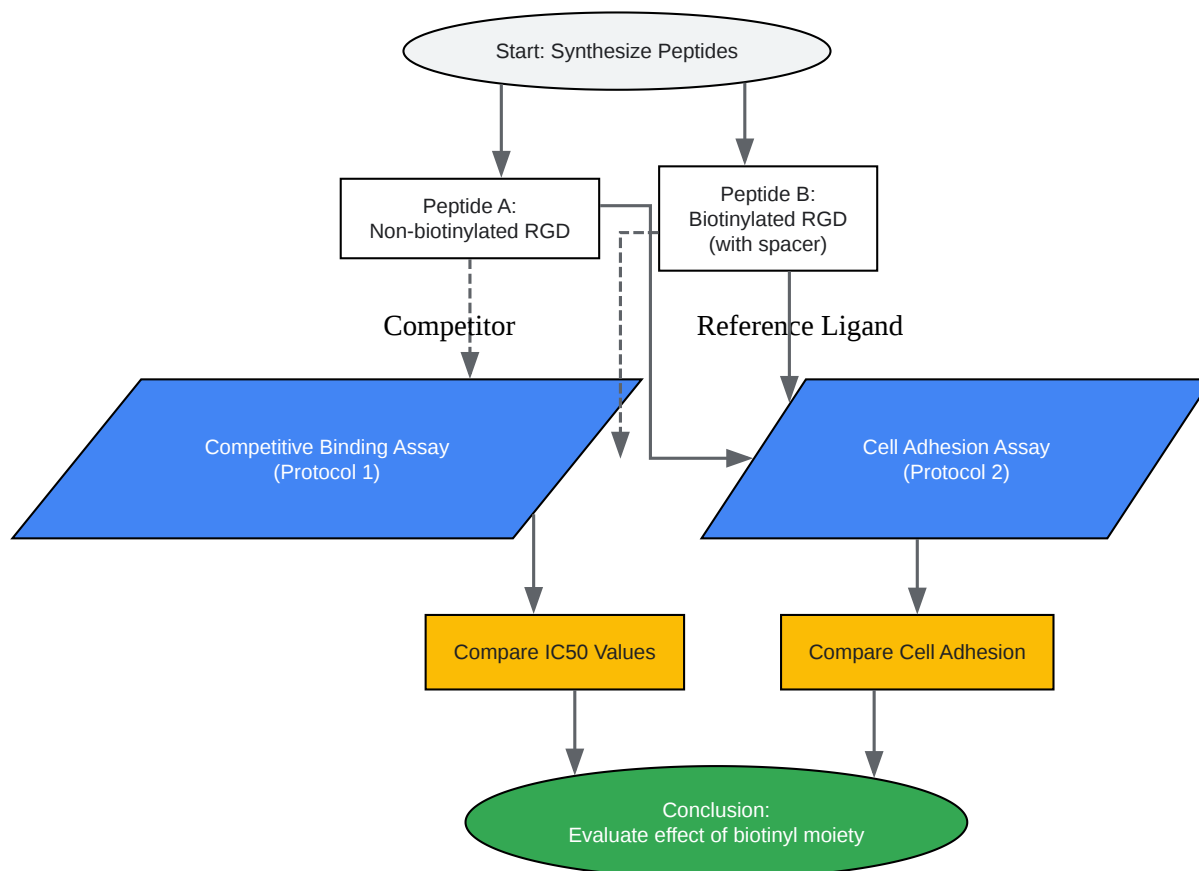 Start: Synthesize Peptides
Peptide A:
Non-biotinylated RGD
Peptide B:
Biotinylated RGD
(with spacer)
Competitor
Reference Ligand
Competitive Binding Assay
(Protocol 1)
Cell Adhesion Assay
(Protocol 2)
Compare IC50 Values
Compare Cell Adhesion
Conclusion:
Evaluate effect of biotinyl moiety